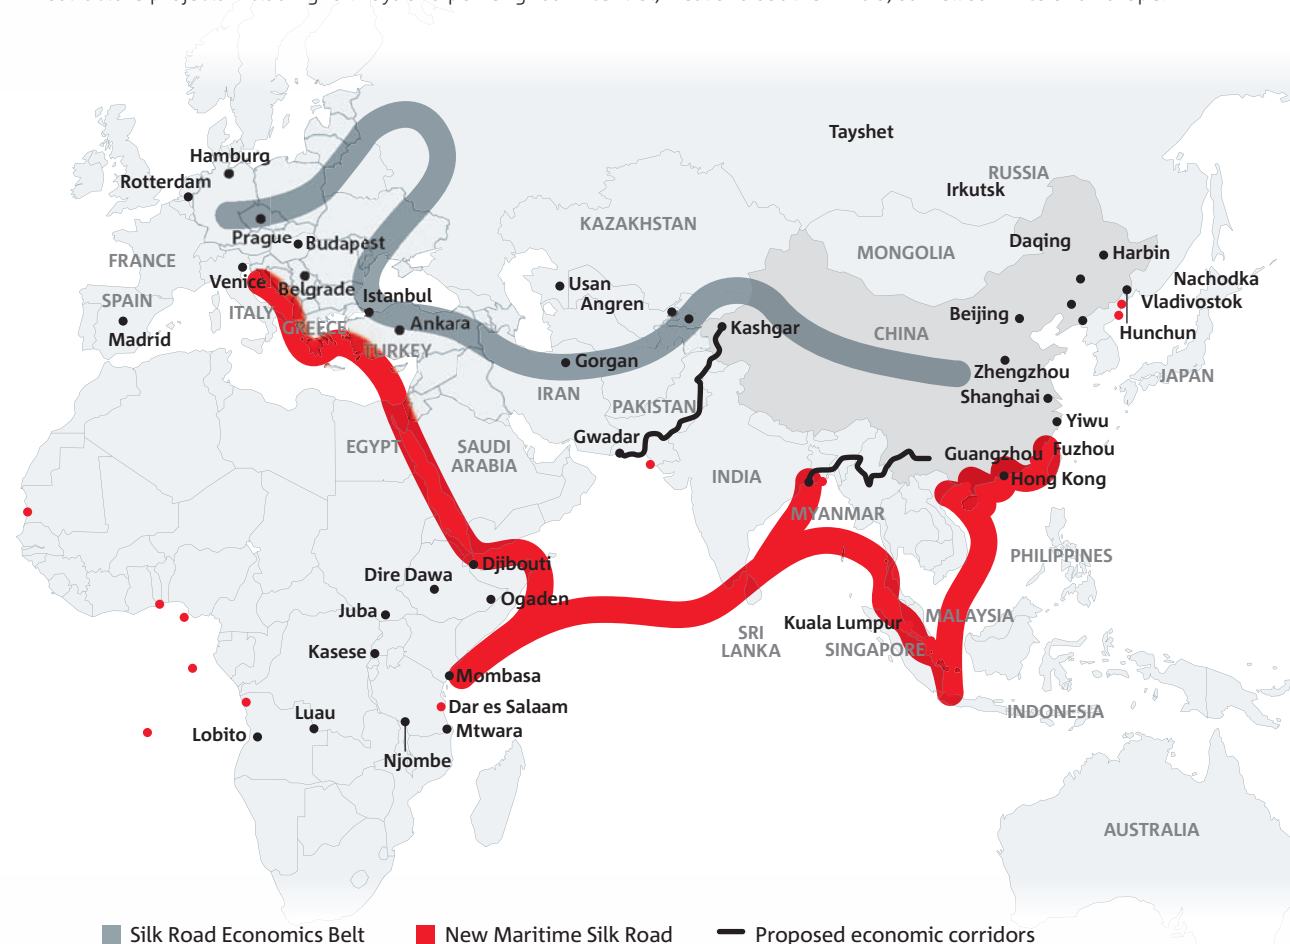 Tayshet
Hamburg
RUSSIA
Rotterdam
Irkutsk
KAZAKHSTAN
Prague
Budapest
Daqing
MONGOLIA
Harbin
FRANCE
Venice
Belgrade
Usan
Nachodka
SPAIN
Istanbul
Angren
Vladivostok
ITALY
GREECE
Ankara
Kashgar
CHINA
Beijing
Hunchun
Madrid
TURKEY
Gorgan
Zhengzhou
JAPAN
IRAN
PAKISTAN
Shanghai
Yiwu
Gwadar
EGYPT
SAUDI
ARABIA
Guangzhou
Fuzhou
INDIA
Hong Kong
MYANMAR
PHILIPPINES
Djibouti
Dire Dawa
Ogaden
Juba
MALAYSIA
Kuala Lumpur
SRI
LANKA
SINGAPORE
Kasese
Mombasa
Dar es Salaam
INDONESIA
Luau
Lobito
Mtwara
Njombe
AUSTRALIA
Silk Road Economics Belt
New Maritime Silk Road
Proposed economic corridors